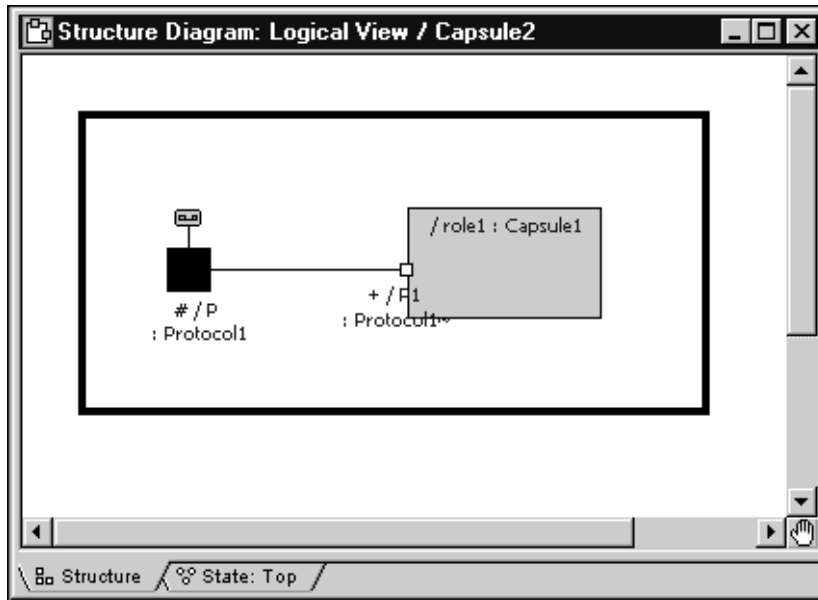 Structure Diagram: Logical View / Capsule2
/ role1 : Capsule1
# / P
: Protocol1
+ / P1
: Protocol1~
Structure
State: Top